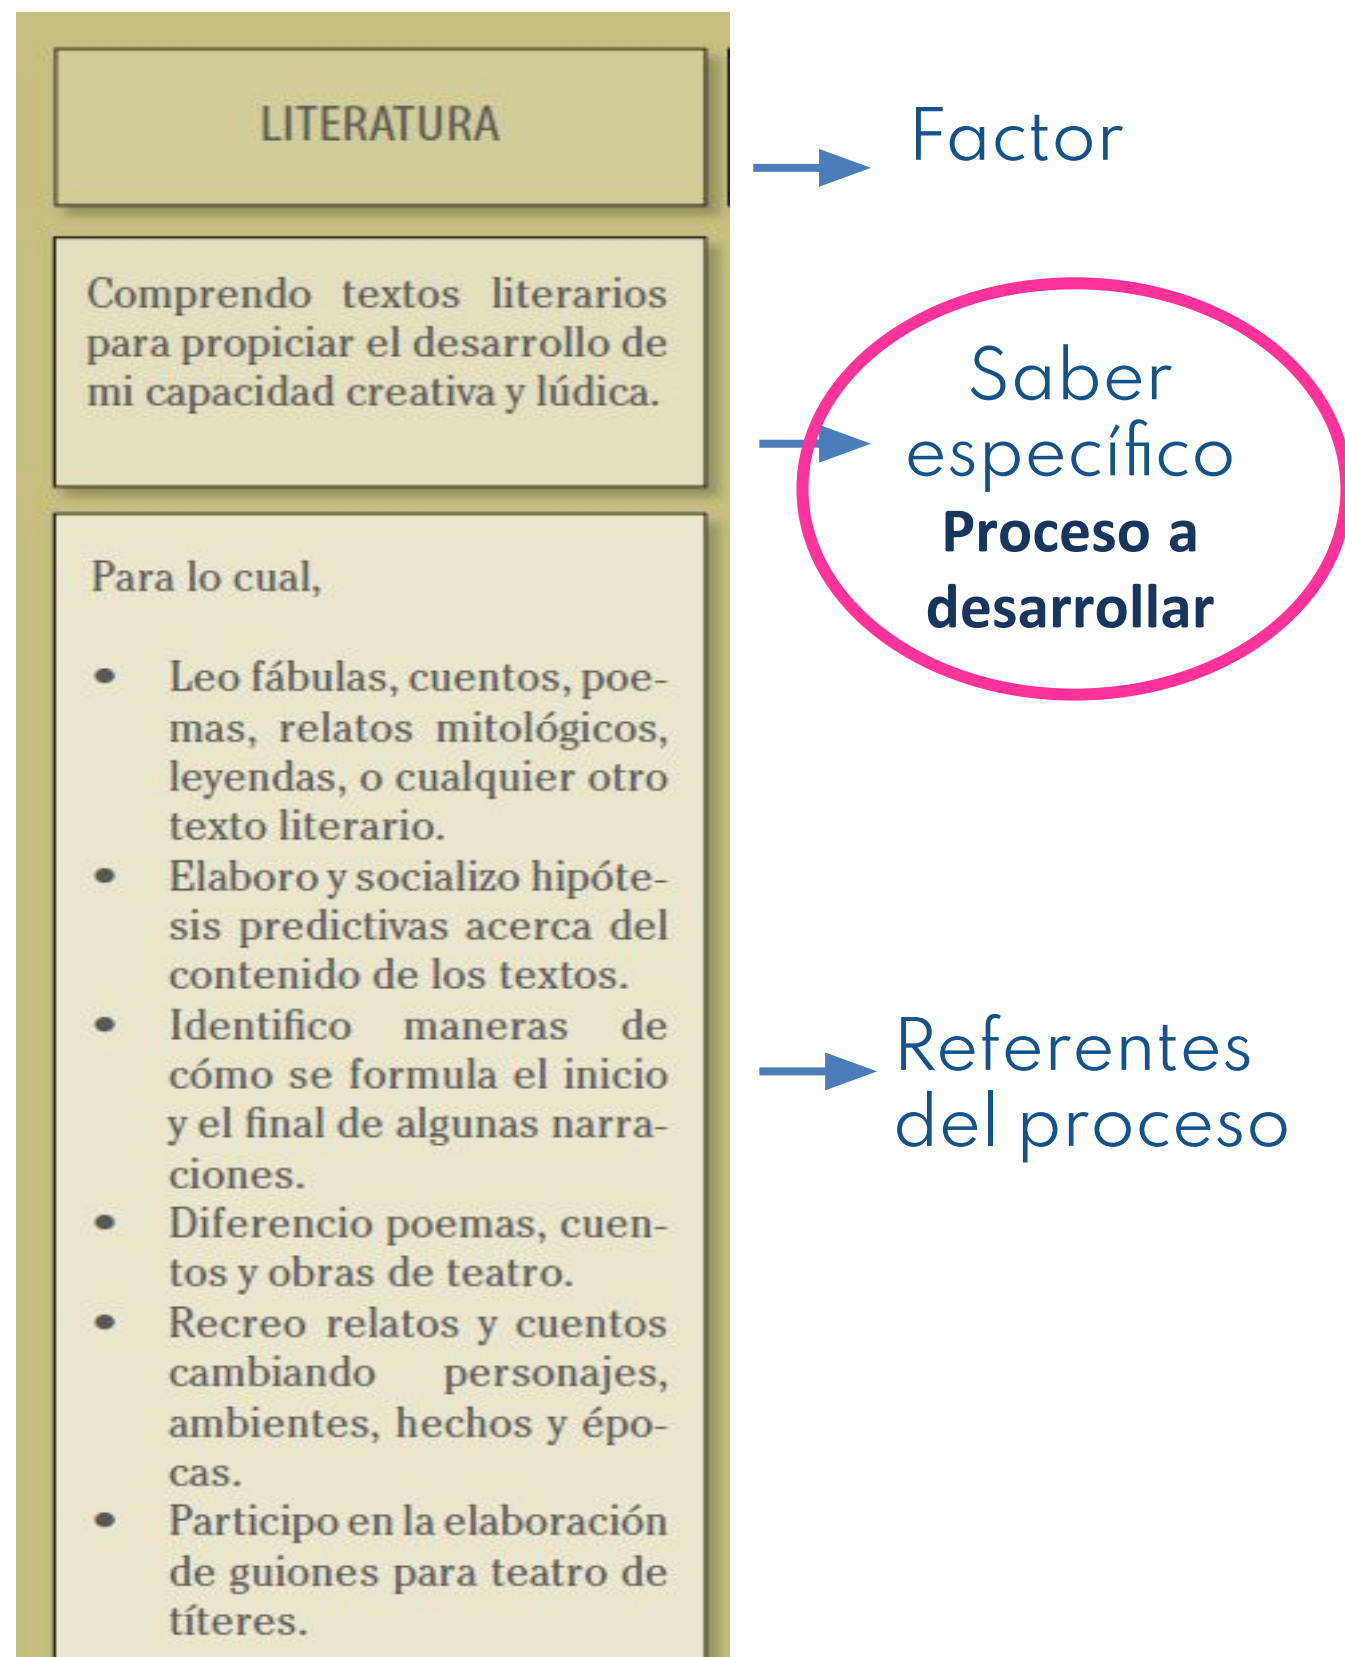 LITERATURA
Factor
Comprendo textos literarios
para propiciar el desarrollo de
mi capacidad creativa y lúdica.
Saber
específico
Proceso a
desarrollar
Para lo cual,
• Leo fábulas, cuentos, poe-
mas, relatos mitológicos,
leyendas, o cualquier otro
texto literario.
• Elaboro y socializo hipóte-
sis predictivas acerca del
contenido de los textos.
• Identifico maneras de
cómo se formula el inicio
y el final de algunas narra-
ciones.
• Diferencio poemas, cuen-
tos y obras de teatro.
• Recreo relatos y cuentos
cambiando personajes,
ambientes, hechos y épo-
cas.
• Participo en la elaboración
de guiones para teatro de
títeres.
Referentes
del proceso